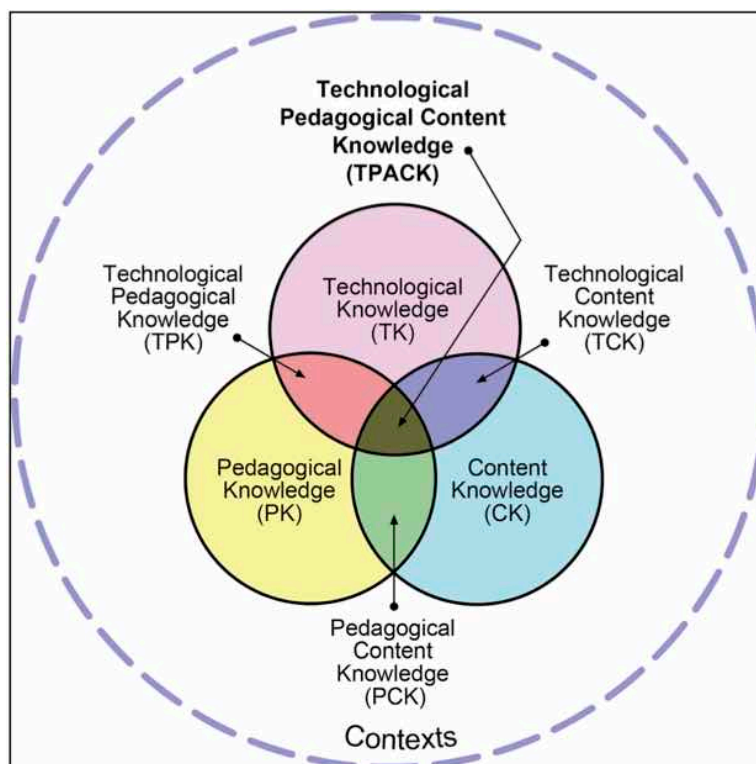 Technological
Pedagogical Content
Knowledge
(TPACK)
Technological
Pedagogical
Knowledge
(TPK)
Technological
Knowledge
(TK)
Technological
Content
Knowledge
(TCK)
Pedagogical
Knowledge
(PK)
Content
Knowledge
(CK)
Pedagogical
Content
Knowledge
(PCK)
Contexts